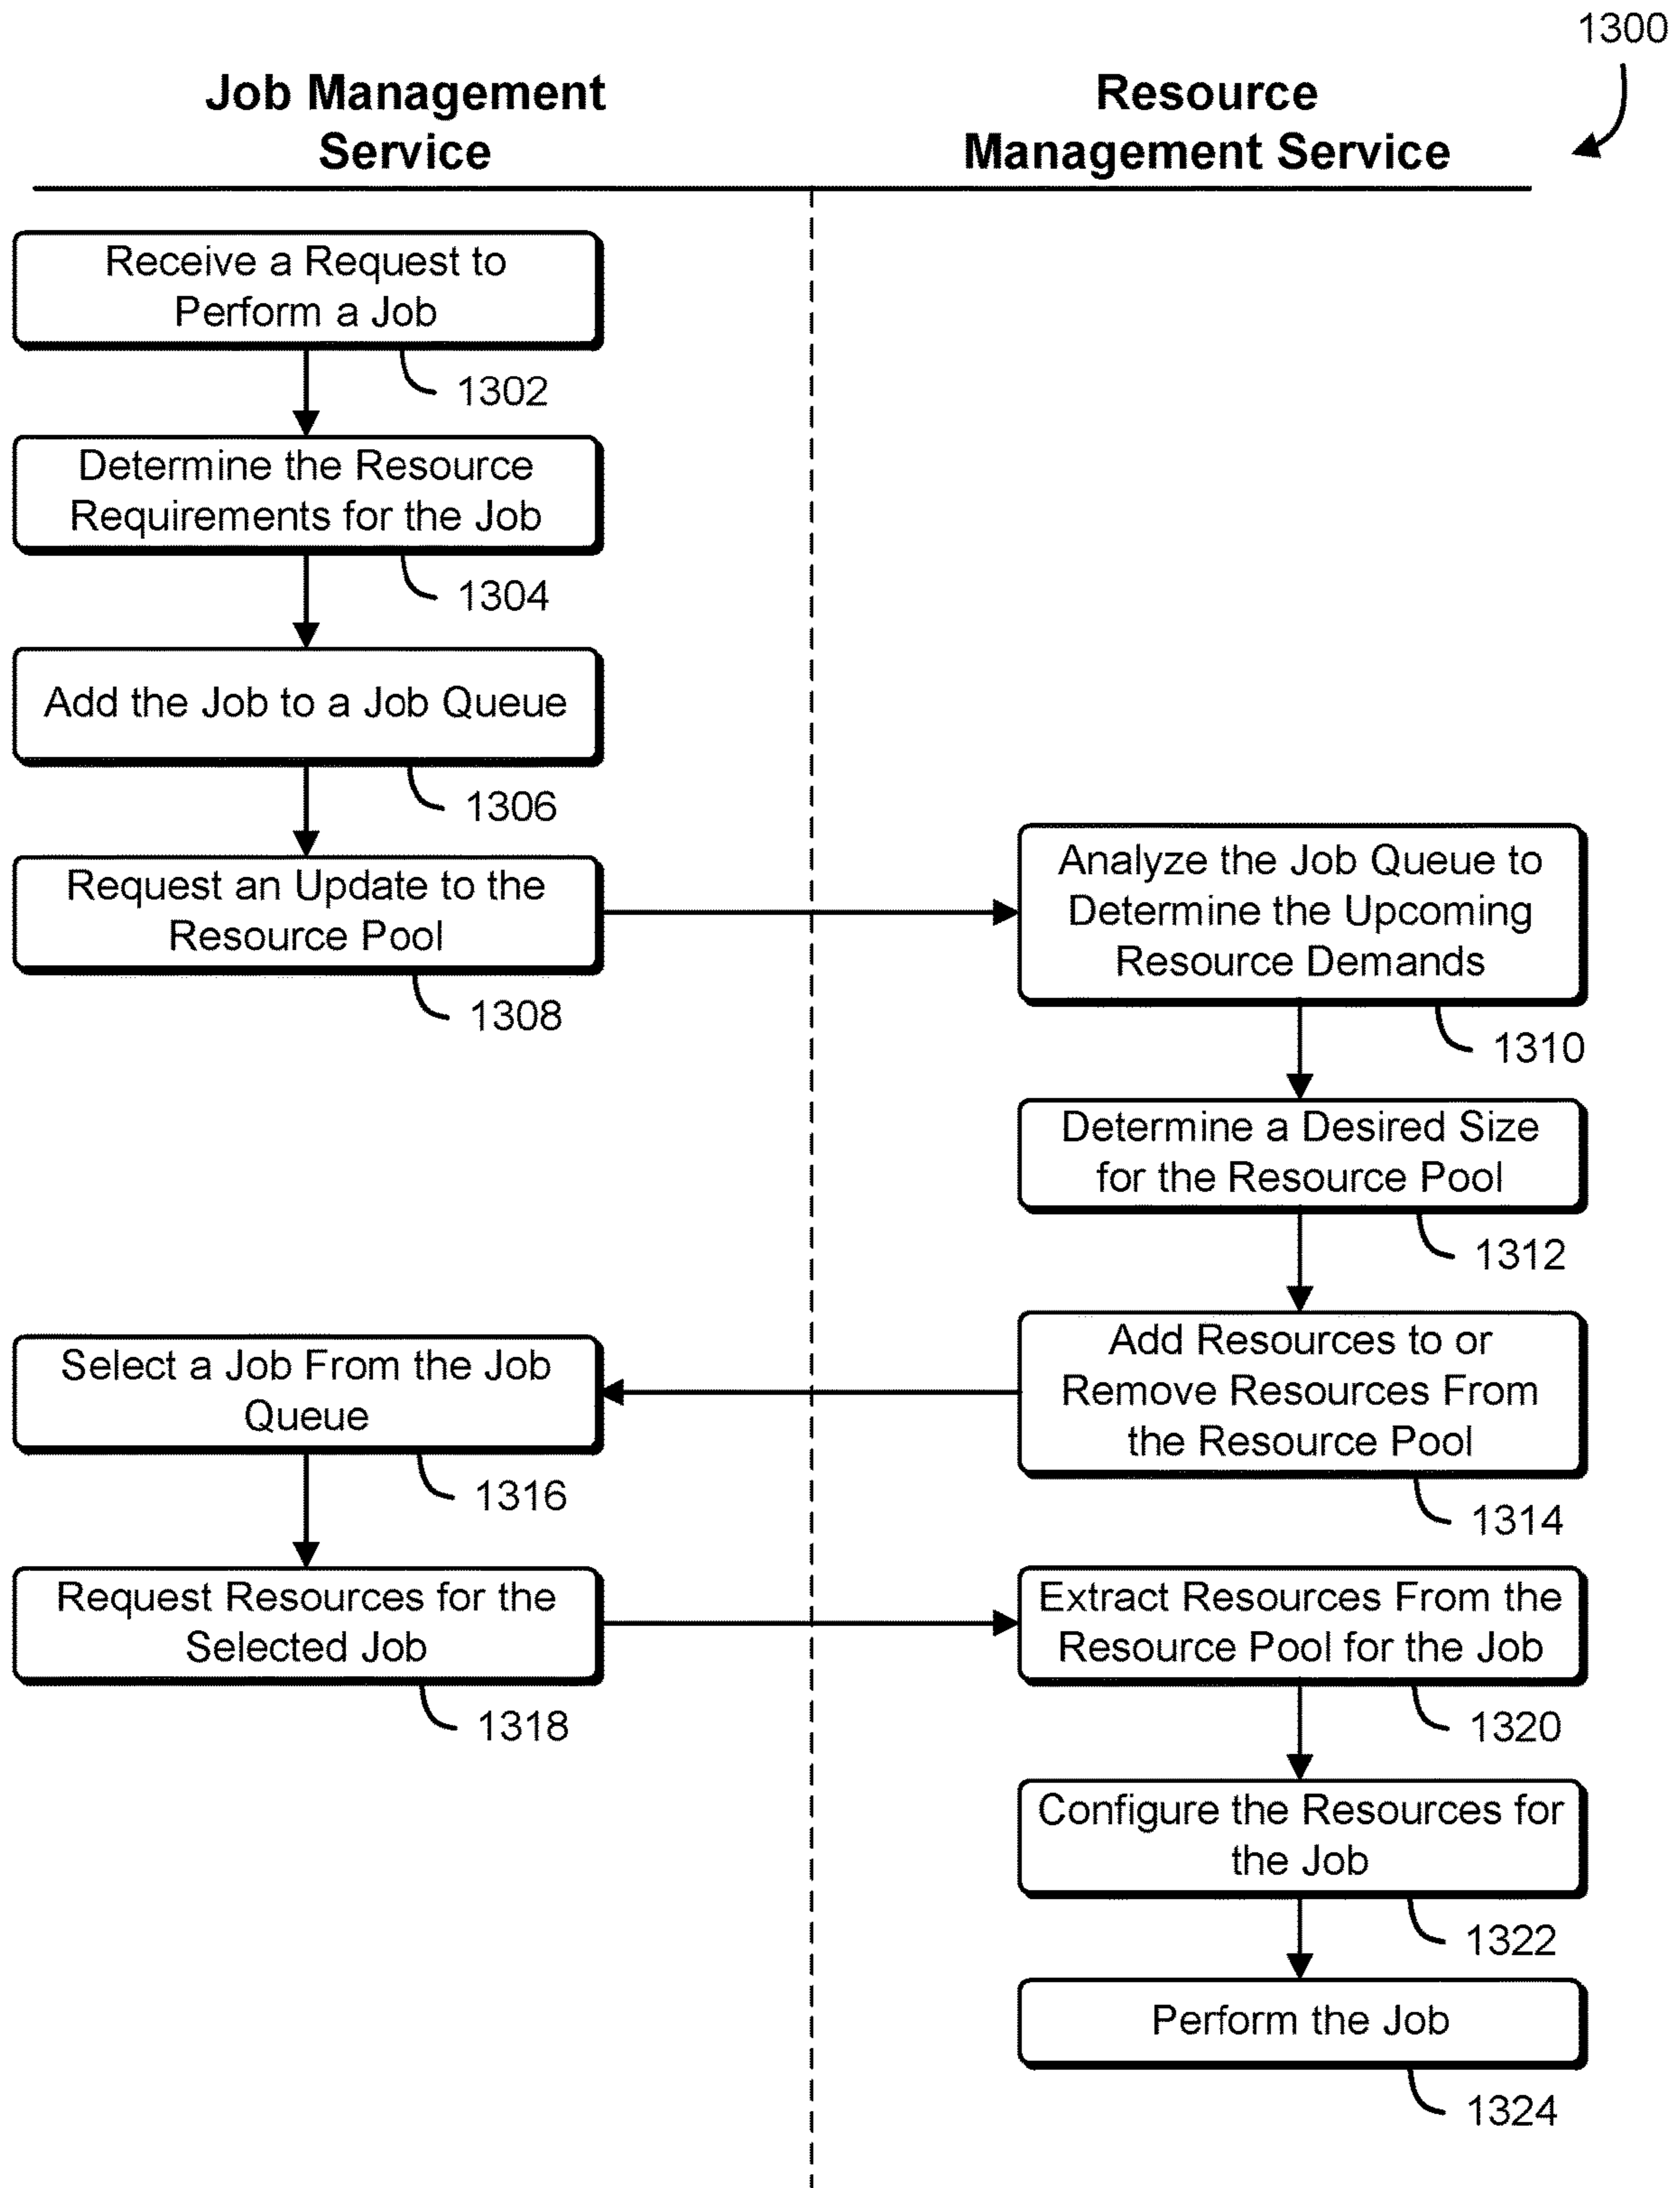 1300
Job Management
Service
Resource
Management Service
Receive a Request to
Perform a Job
1302
Determine the Resource
Requirements for the Job
1304
Add the Job to a Job Queue
1306
Request an Update to the
Resource Pool
1308
Analyze the Job Queue to
Determine the Upcoming
Resource Demands
1310
Determine a Desired Size
for the Resource Pool
1312
Add Resources to or
Remove Resources From
the Resource Pool
1314
Select a Job From the Job
Queue
1316
Request Resources for the
Selected Job
1318
Extract Resources From the
Resource Pool for the Job
1320
Configure the Resources for
the Job
1322
Perform the Job
1324